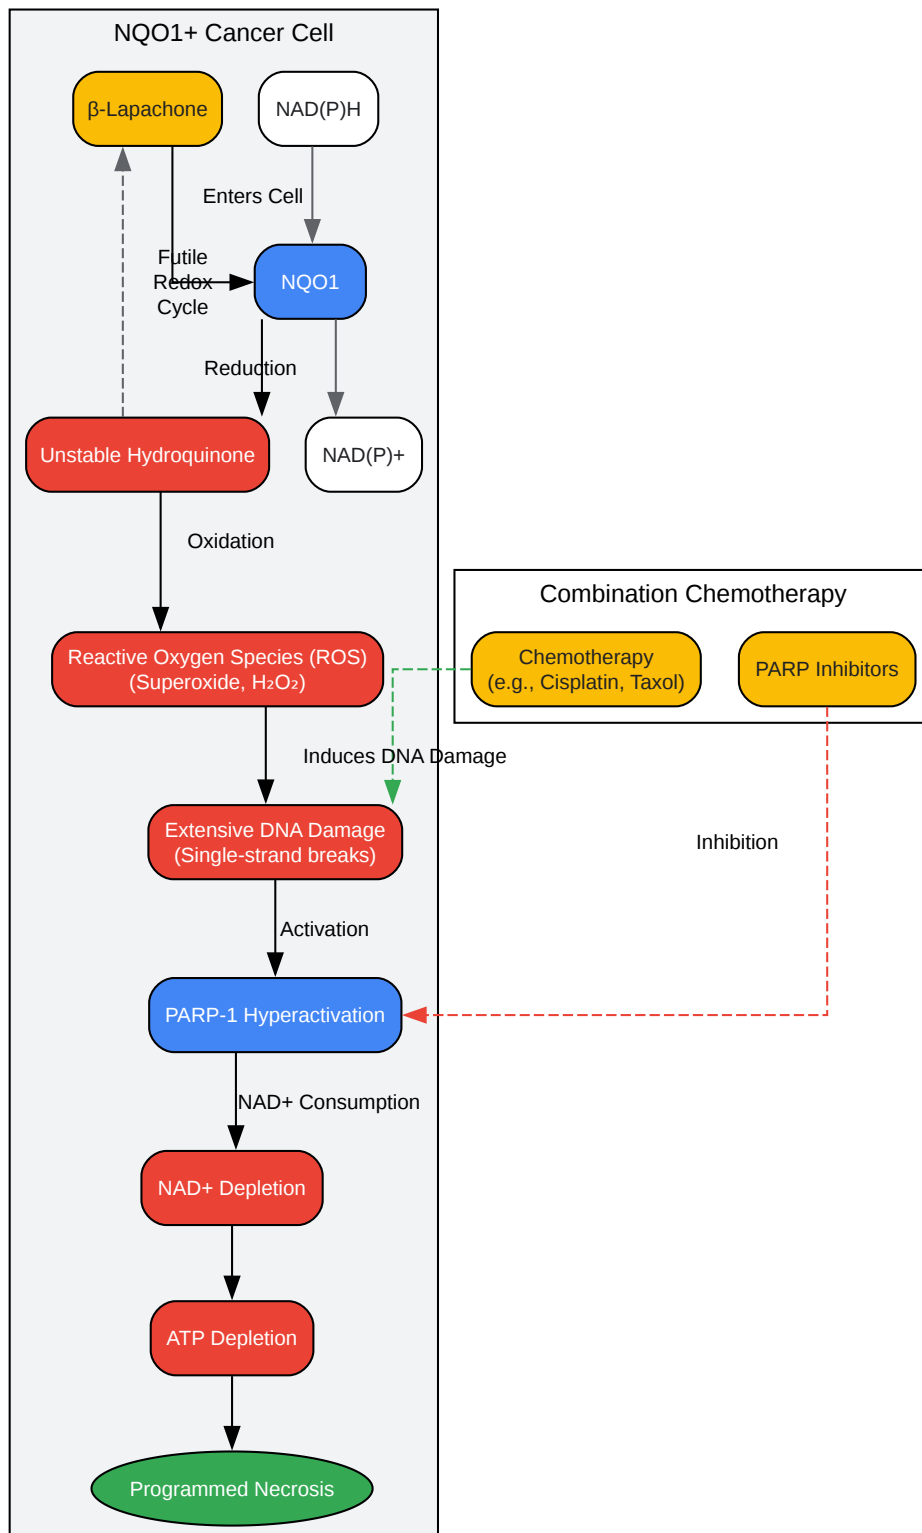 NQO1+ Cancer Cell
β-Lapachone
NAD(P)H
Enters Cell
Futile
Redox
Cycle
NQO1
Reduction
Unstable Hydroquinone
NAD(P)+
Oxidation
Combination Chemotherapy
Reactive Oxygen Species (ROS)
(Superoxide, H₂O₂)
Chemotherapy
(e.g., Cisplatin, Taxol)
PARP Inhibitors
Induces DNA Damage
Extensive DNA Damage
(Single-strand breaks)
Inhibition
Activation
PARP-1 Hyperactivation
NAD+ Consumption
NAD+ Depletion
ATP Depletion
Programmed Necrosis